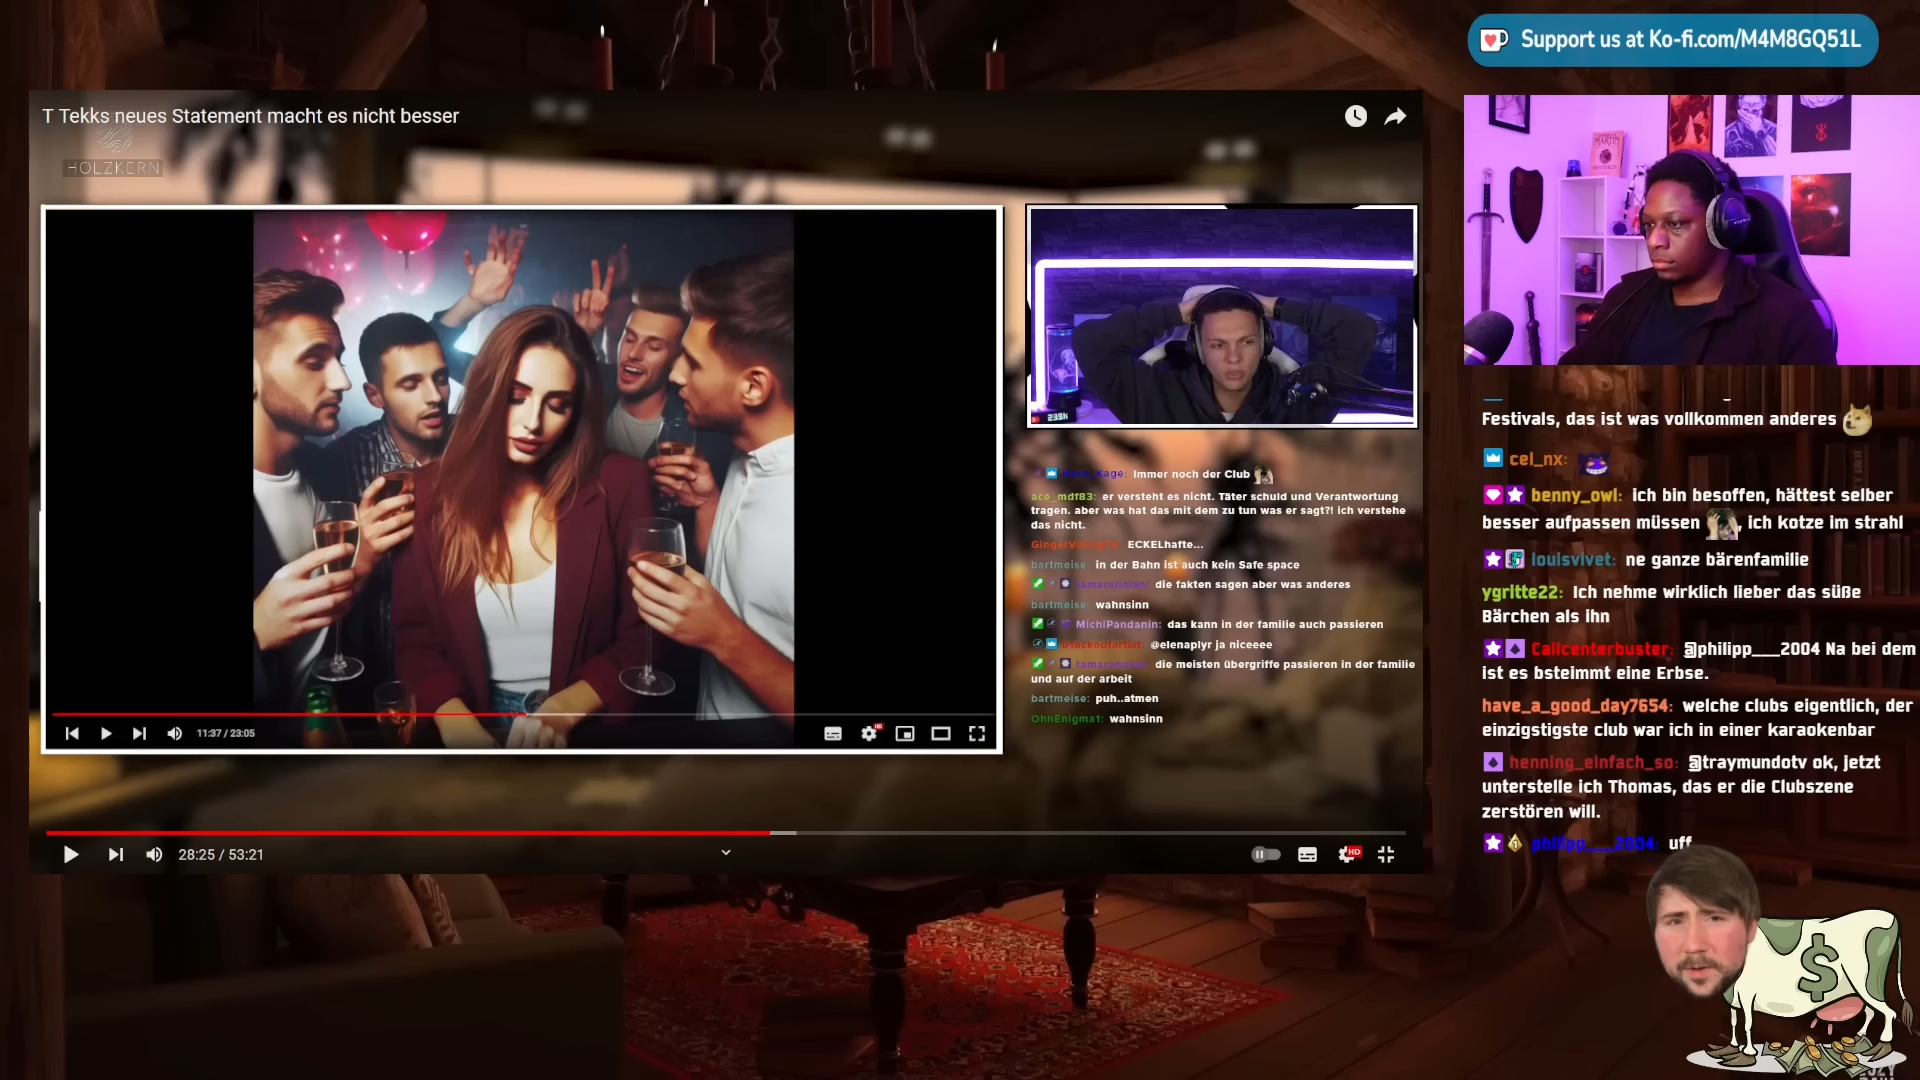 Support us at Ko-fi.com/M4M8GQ51L
T Tekks neues Statement macht es nicht besser
HOLZKERN
MARTIN
239k
11:37 / 23:05
HD
Immer noch der Club
ace_mdf83: er versteht es nicht. Täter schuld und Verantwortung
tragen. aber was hat das mit dem zu tun was er sagt?! ich verstehe
das nicht.
ECKELhafte...
bartmeise: in der Bahn ist auch kein Safe space
die fakten sagen aber was anderes
bartmeise: wahnsinn
MichiPandanin: das kann in der familie auch passieren
@elenaplyr ja niceeee
die meisten übergriffe passieren in der familie
und auf der arbeit
bartmeise: puh..atmen
OhhEnigma1: wahnsinn
28:25 / 53:21
HD
Festivals, das ist was vollkommen anderes
cel_nx:
benny_owl: ich bin besoffen, hättest selber
besser aufpassen müssen , ich kotze im strahl
louisvivet: ne ganze bärenfamilie
ygritte22: Ich nehme wirklich lieber das süße
Bärchen als ihn
Callcenterbuster: @philipp___2004 Na bei dem
ist es bsteimmt eine Erbse.
have_a_good_day7654: welche clubs eigentlich, der
einzigstigste club war ich in einer karaokenbar
henning_einfach_so: @traymundotv ok, jetzt
unterstelle ich Thomas, das er die Clubszene
zerstören will.
philipp___2004: uff
$